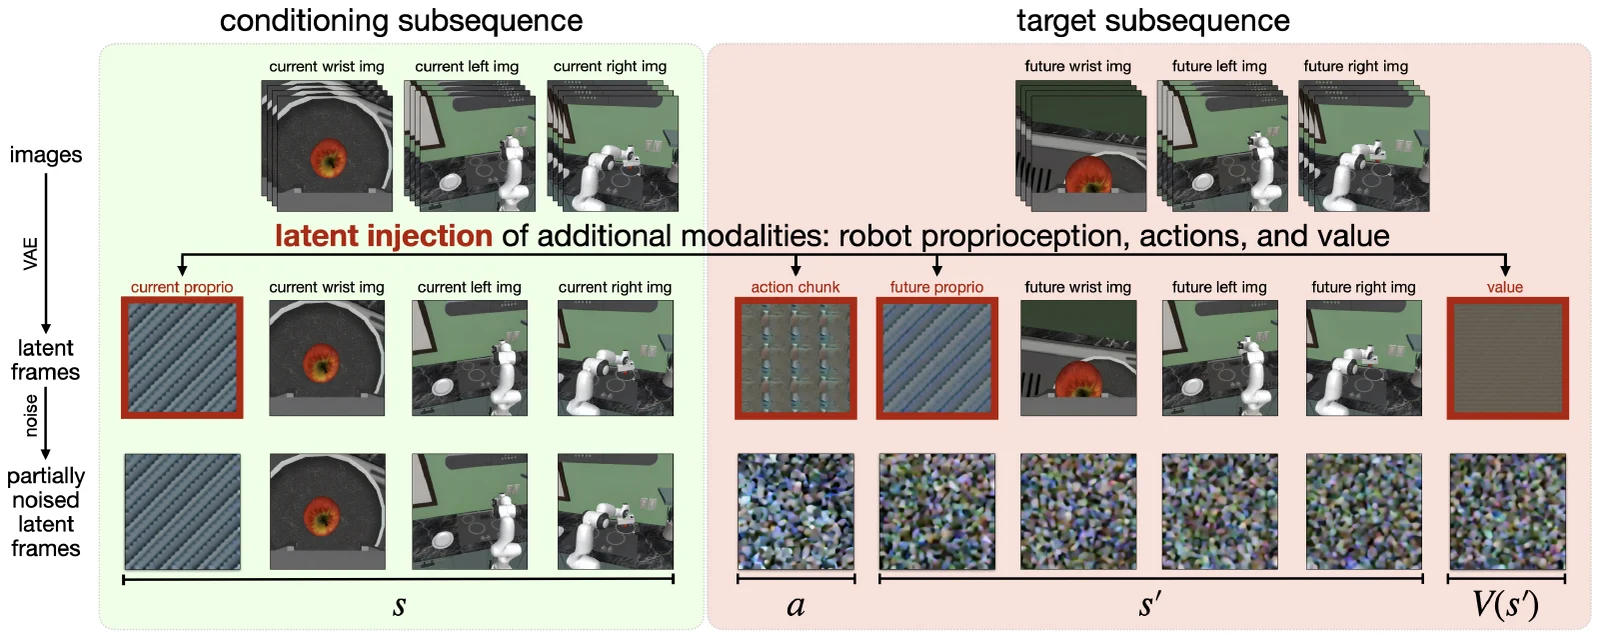 conditioning subsequence
target subsequence
current wrist img
current left img
current right img
future wrist img
future left img
future right img
images
latent injection of additional modalities: robot proprioception, actions, and value
VAE
current proprio
current wrist img
current left img
current right img
action chunk
future proprio
future wrist img
future left img
future right img
value
latent
frames
noise
partially
noised
latent
frames
s
a
s′
V(s′)